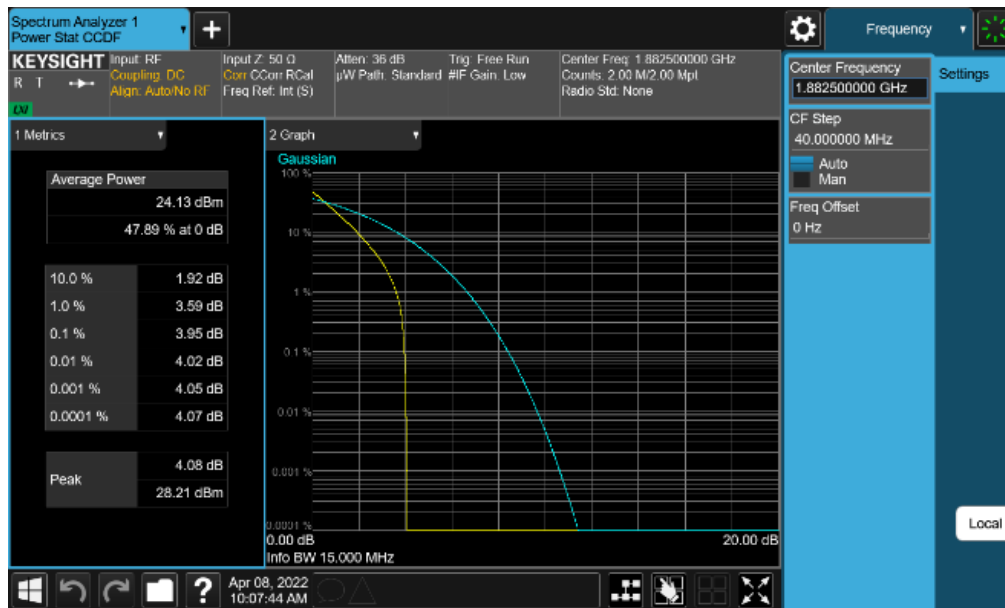 Spectrum Analyzer 1
Power Stat CCDF
Frequency
KEYSIGHT
R T
LXI
Input: RF
Coupling: DC
Align: Auto/No RF
Input Z: 50 Ω
Corr CCorr RCal
Freq Ref: Int (S)
Atten: 36 dB
µW Path: Standard
Trig: Free Run
#IF Gain: Low
Center Freq: 1.882500000 GHz
Counts: 2.00 M/2.00 Mpt
Radio Std: None
Center Frequency
1.882500000 GHz
Settings
CF Step
40.000000 MHz
Auto
Man
Freq Offset
0 Hz
1 Metrics
Average Power
24.13 dBm
47.89 % at 0 dB
10.0 % 1.92 dB
1.0 % 3.59 dB
0.1 % 3.95 dB
0.01 % 4.02 dB
0.001 % 4.05 dB
0.0001 % 4.07 dB
Peak
4.08 dB
28.21 dBm
2 Graph
Gaussian
100 %
10 %
1 %
0.1 %
0.01 %
0.001 %
0.0001 %
0.00 dB 20.00 dB
Info BW 15.000 MHz
Local
?
Apr 08, 2022
10:07:44 AM